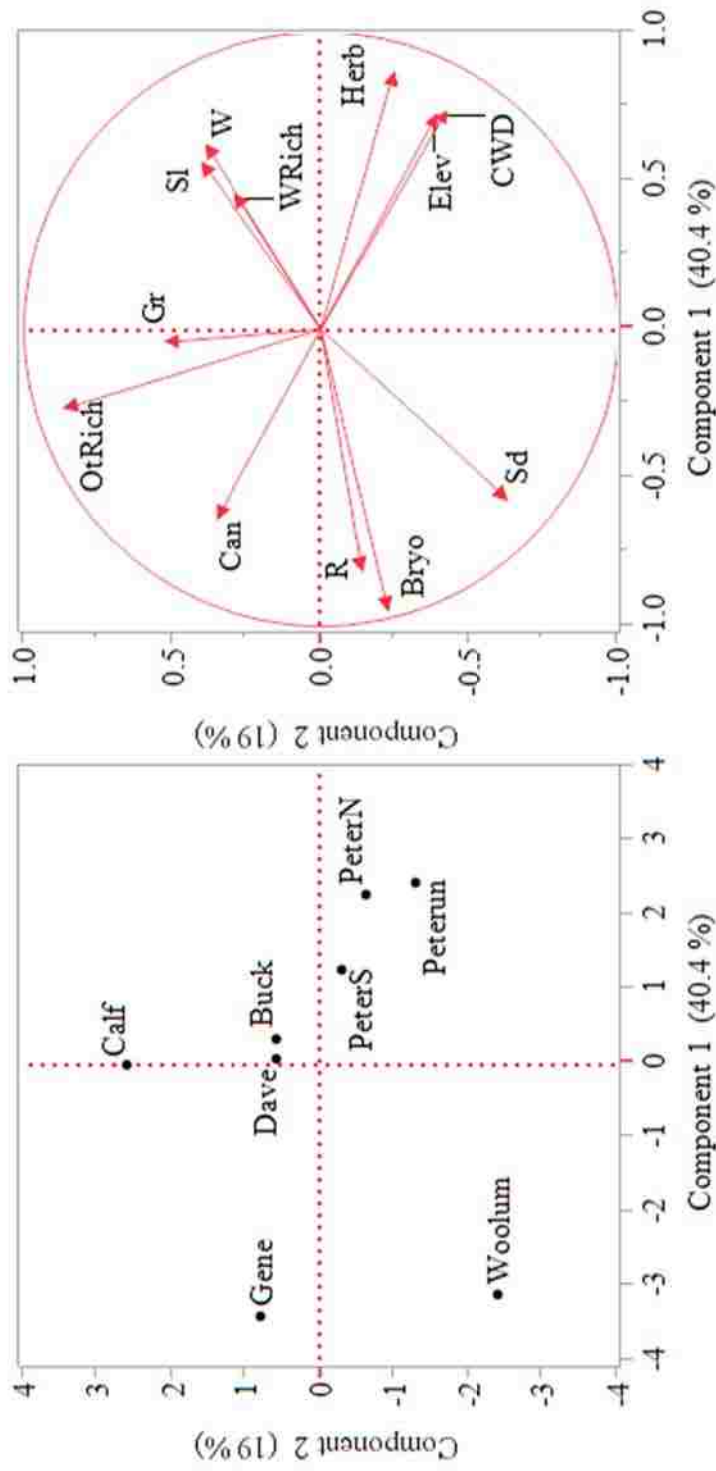 4
3
2
1
0
-1
-2
-3
-4
Component 2 (19%)
Calf
Gene
Dave
Buck
PeterS
PeterN
Peterun
Woolum
-4 -3 -2 -1 0 1 2 3 4
Component 1 (40.4 %)
1.0
0.5
0.0
-0.5
-1.0
Component 2 (19%)
OtRich
Gr
Sl
W
WRich
Can
Herb
R
Bryo
Elev
CWD
Sd
-1.0 -0.5 0.0 0.5 1.0
Component 1 (40.4 %)